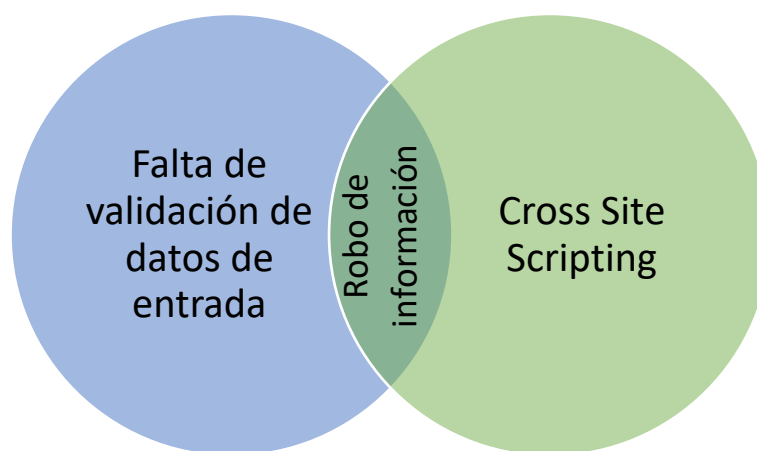 Falta de
validación de
datos de
entrada
Robo de
información
Cross Site
Scripting